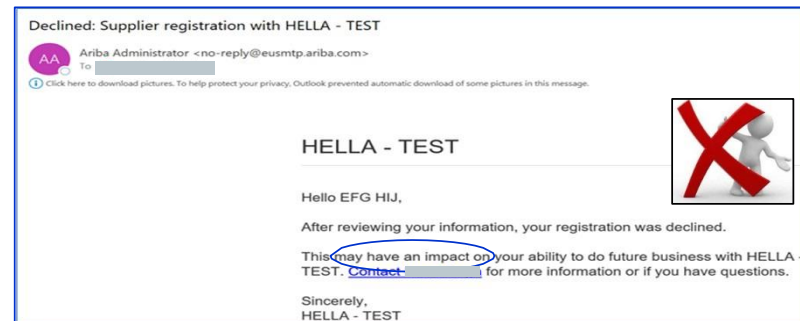 Declined: Supplier registration with HELLA - TEST
AA
Ariba Administrator <no-reply@eusmtp.ariba.com>
To
Click here to download pictures. To help protect your privacy, Outlook prevented automatic download of some pictures in this message.
HELLA - TEST
Hello EFG HIJ,
After reviewing your information, your registration was declined.
This may have an impact on your ability to do future business with HELLA -
TEST. Contact for more information or if you have questions.
Sincerely,
HELLA - TEST